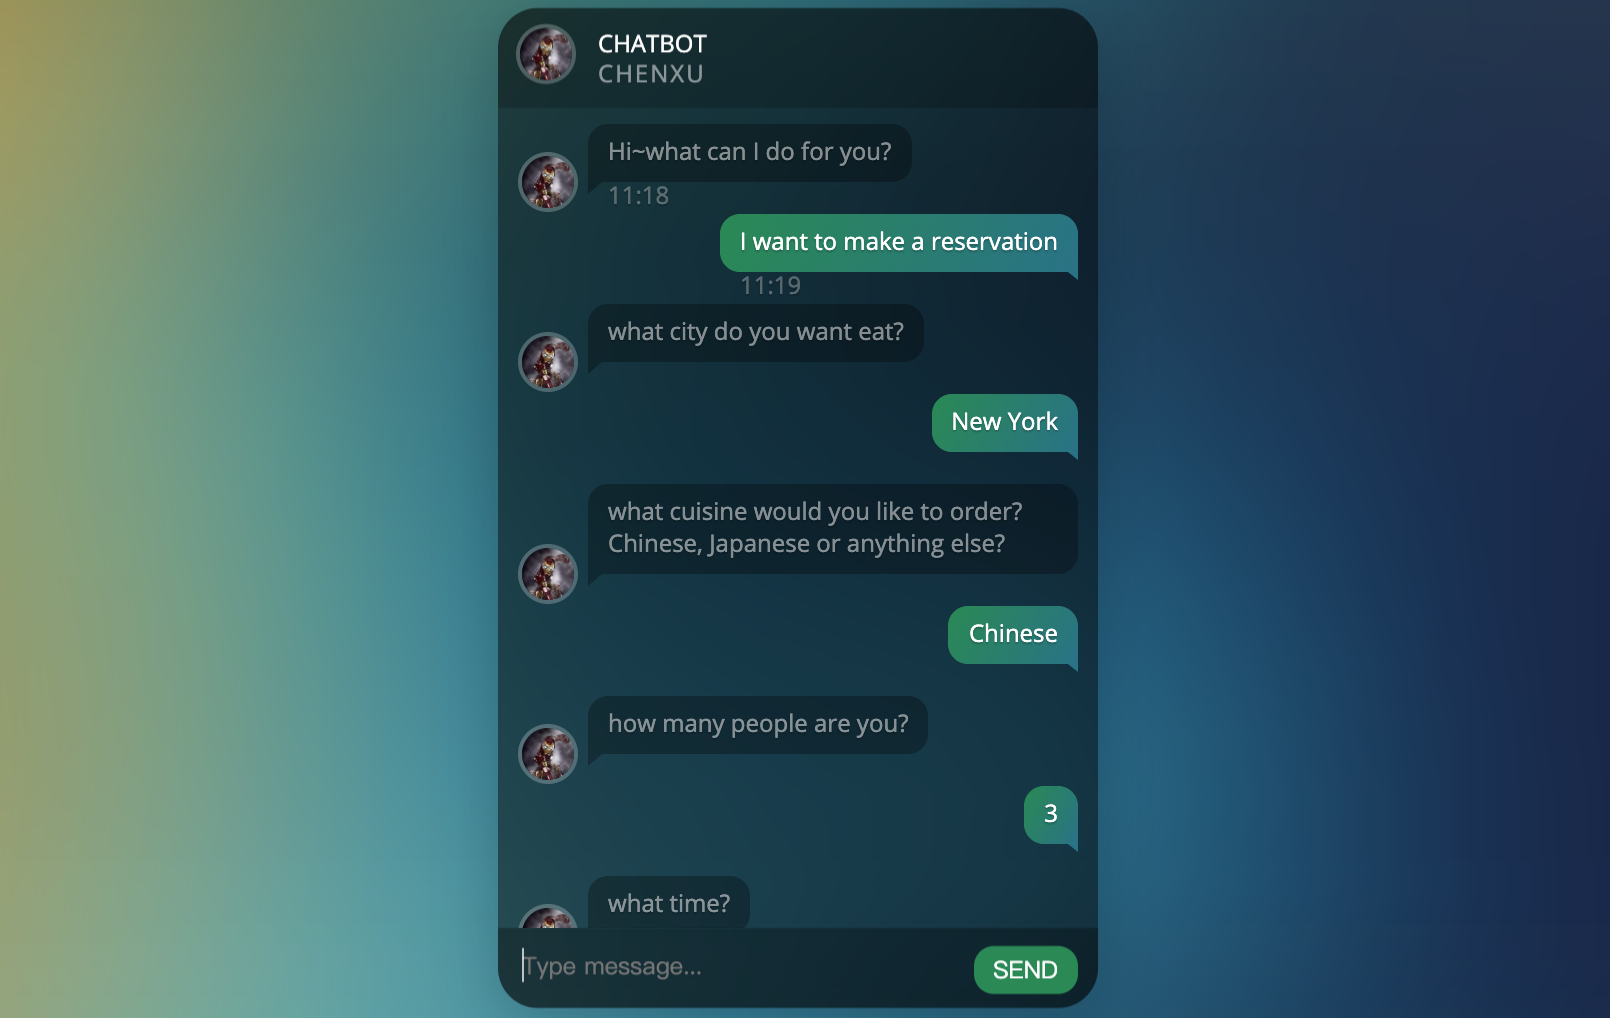 CHATBOT
CHENXU
Hi~what can I do for you?
11:18
I want to make a reservation
11:19
what city do you want eat?
New York
what cuisine would you like to order?
Chinese, Japanese or anything else?
Chinese
how many people are you?
3
what time?
Type message...
SEND